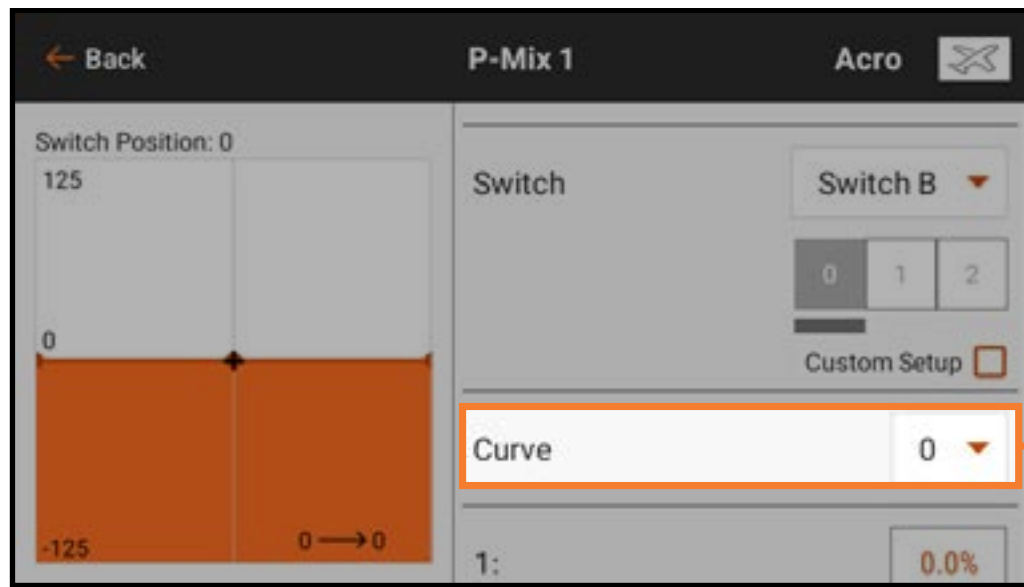 Back
P-Mix 1
Acro
Switch Position: 0
125
0
-125
0 → 0
Switch
Switch B
0 1 2
Custom Setup
Curve
0
1:
0.0%